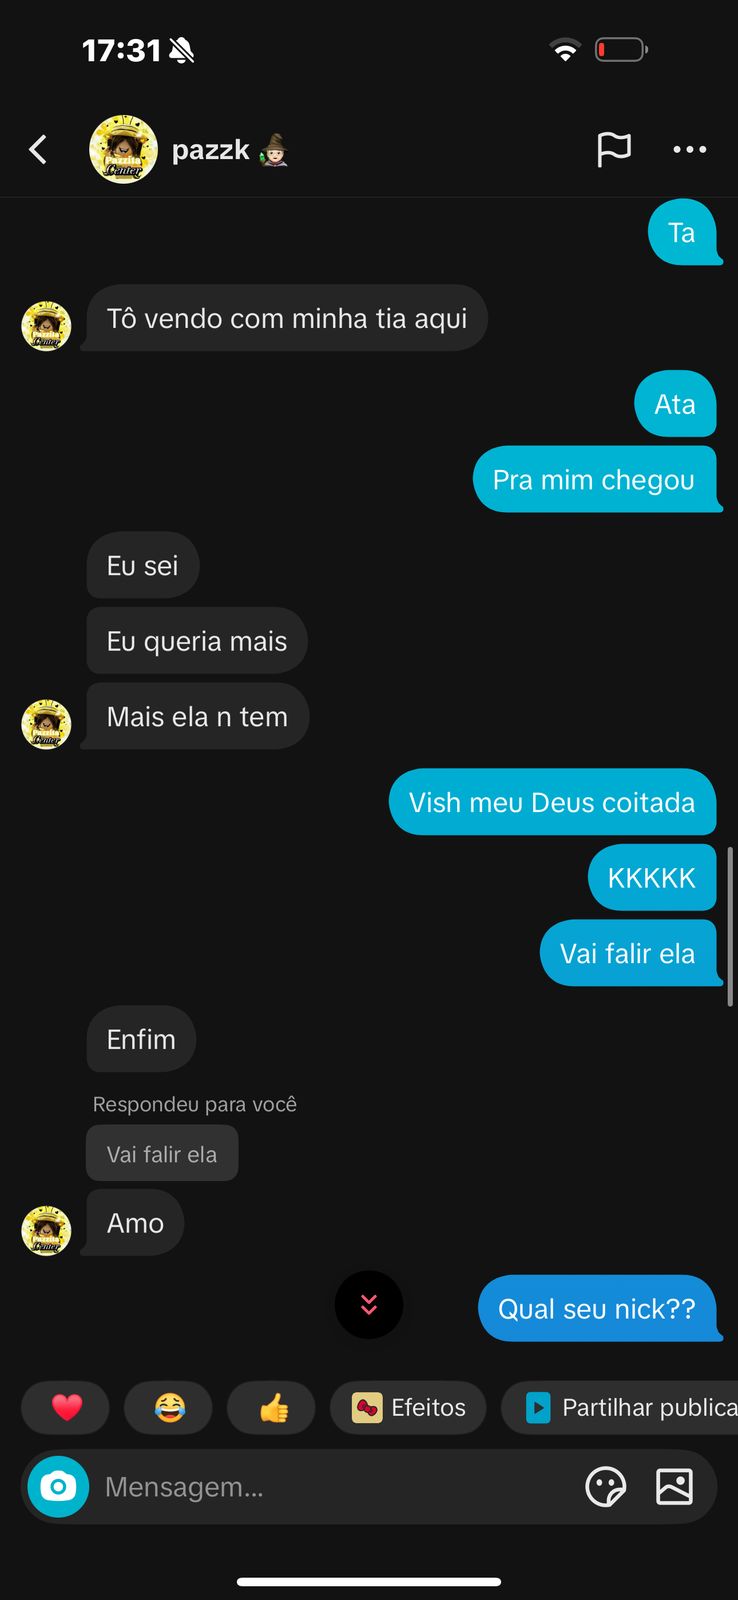 17:31
pazzk
Pazzita
Center
Ta
Tô vendo com minha tia aqui
Ata
Pra mim chegou
Eu sei
Eu queria mais
Mais ela n tem
Vish meu Deus coitada
KKKKK
Vai falir ela
Enfim
Respondeu para você
Vai falir ela
Amo
Qual seu nick??
Efeitos
Partilhar publica
Mensagem...